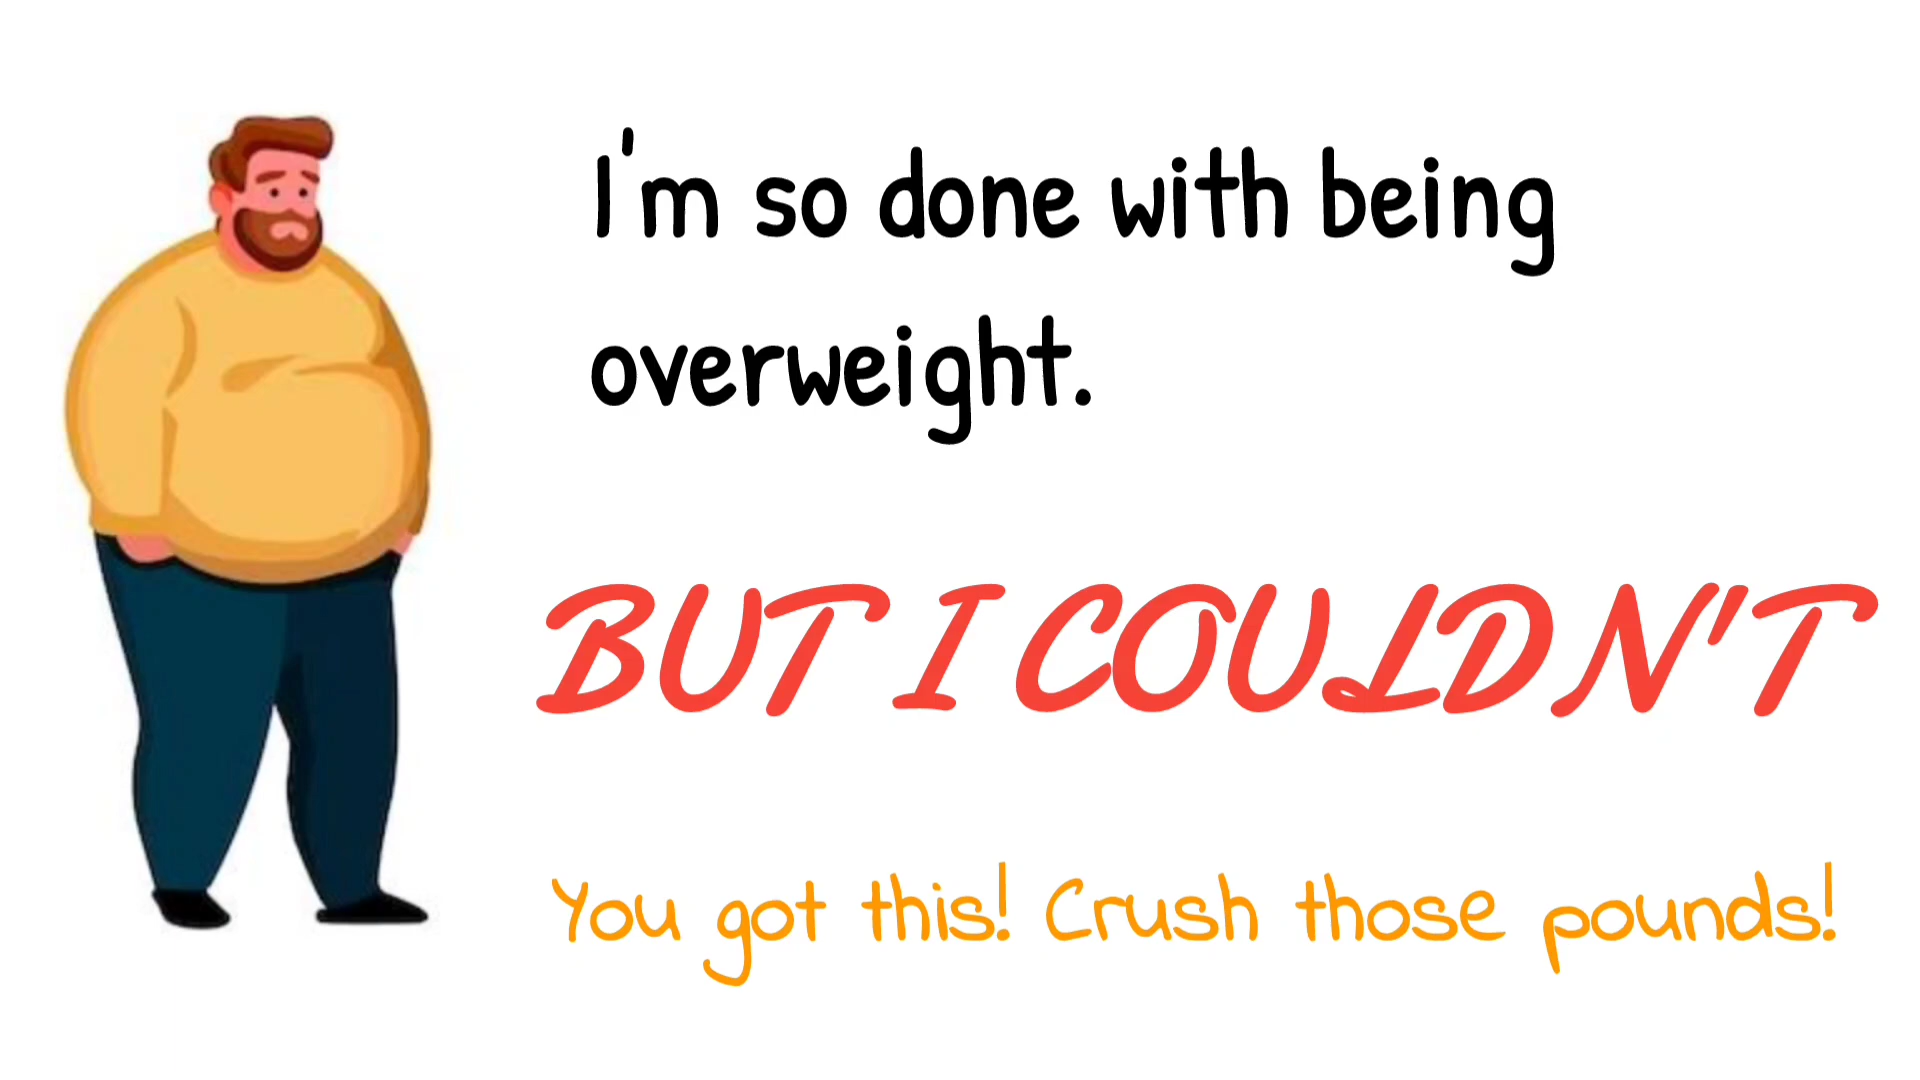 I'm so done with being
overweight.
BUT I COULDN'T
You got this! Crush those pounds!